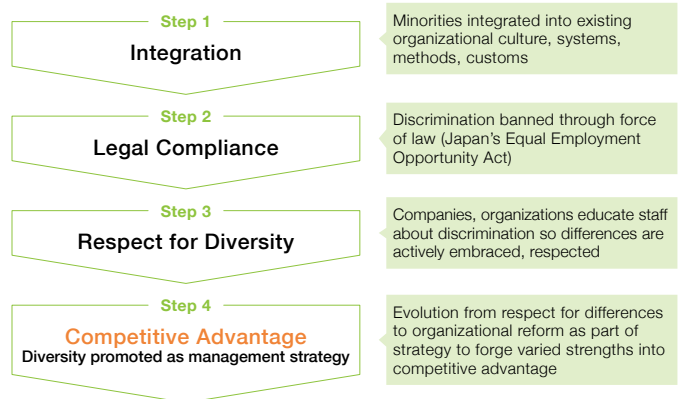 Step 1
Integration
Minorities integrated into existing
organizational culture, systems,
methods, customs
Step 2
Legal Compliance
Discrimination banned through force
of law (Japan's Equal Employment
Opportunity Act)
Step 3
Respect for Diversity
Companies, organizations educate staff
about discrimination so differences are
actively embraced, respected
Step 4
Competitive Advantage
Diversity promoted as management strategy
Evolution from respect for differences
to organizational reform as part of
strategy to forge varied strengths into
competitive advantage